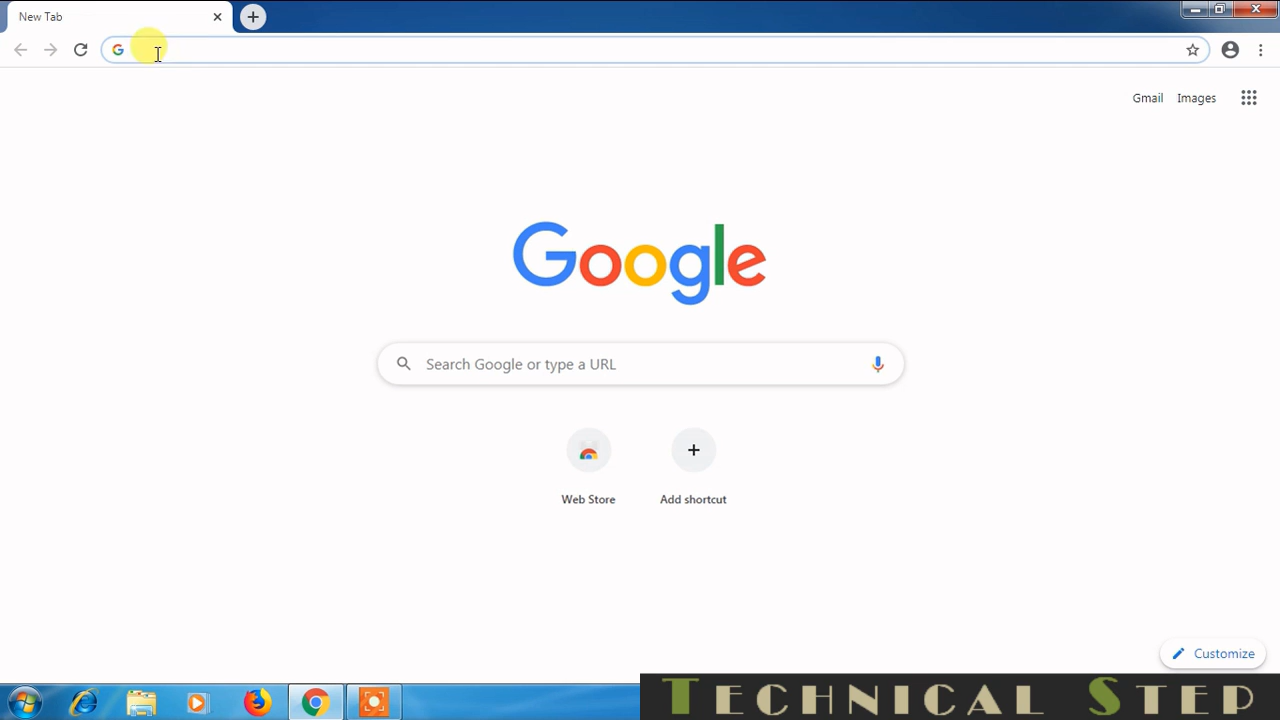 New Tab
Gmail Images
Google
Search Google or type a URL
Web Store Add shortcut
Customize
TECHNICAL STEP